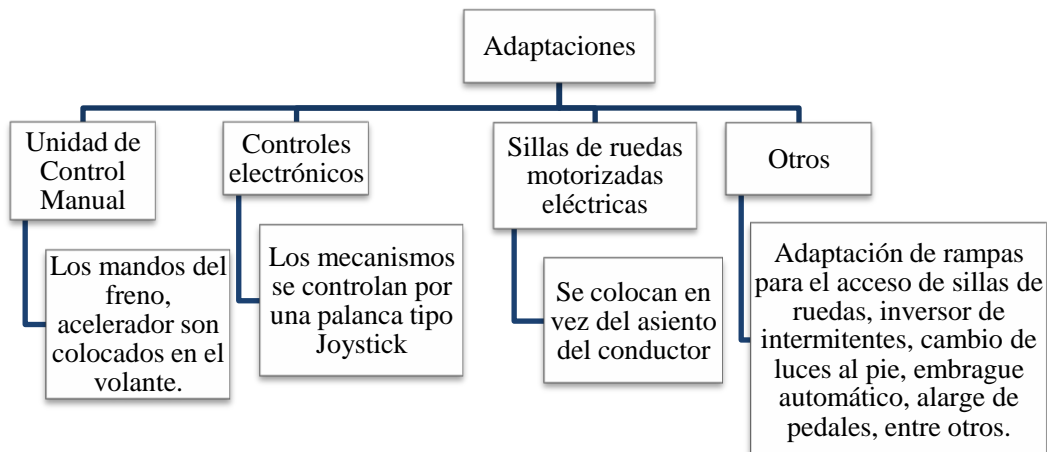 Adaptaciones
Unidad de
Control
Manual
Los mandos del
freno,
acelerador son
colocados en el
volante.
Controles
electrónicos
Los mecanismos
se controlan por
una palanca tipo
Joystick
Sillas de ruedas
motorizadas
eléctricas
Se colocan en
vez del asiento
del conductor
Otros
Adaptación de rampas
para el acceso de sillas de
ruedas, inversor de
intermitentes, cambio de
luces al pie, embrague
automático, alarge de
pedales, entre otros.